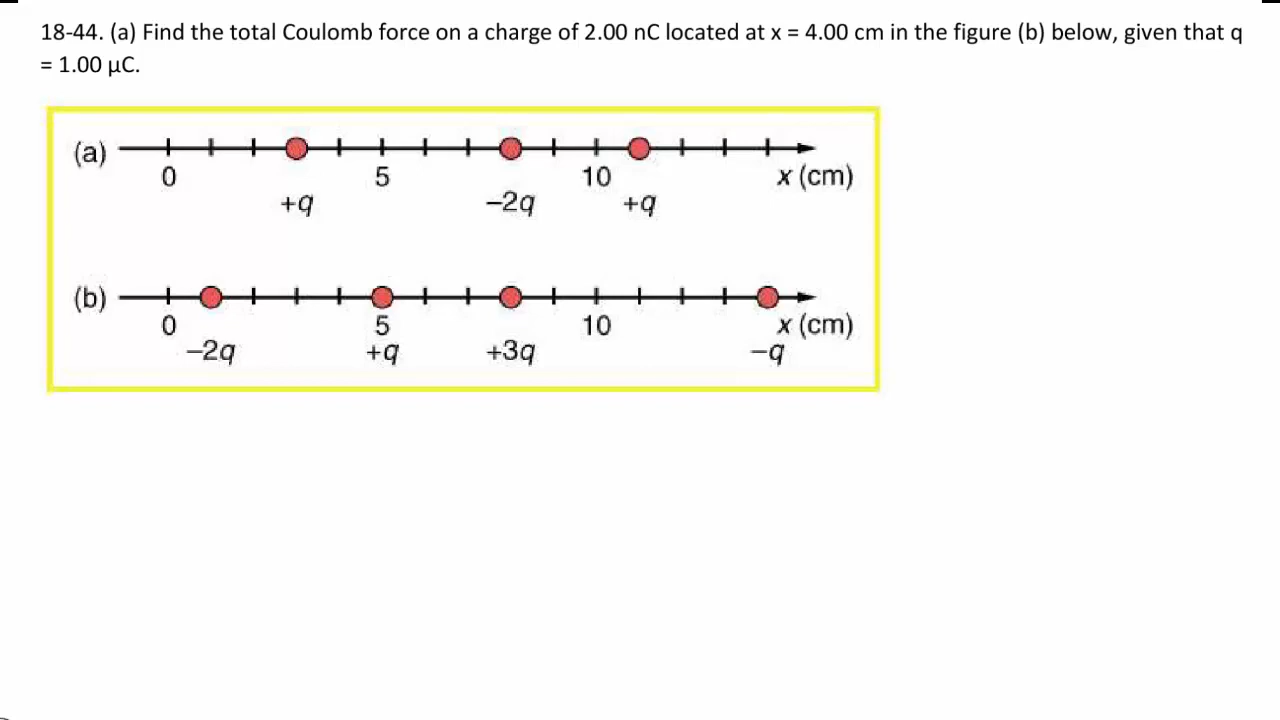 18-44. (a) Find the total Coulomb force on a charge of 2.00 nC located at x = 4.00 cm in the figure (b) below, given that q
= 1.00 μC.
(a)
0 5 10 x (cm)
+q −2q +q
(b)
0 5 10 x (cm)
−2q +q +3q −q